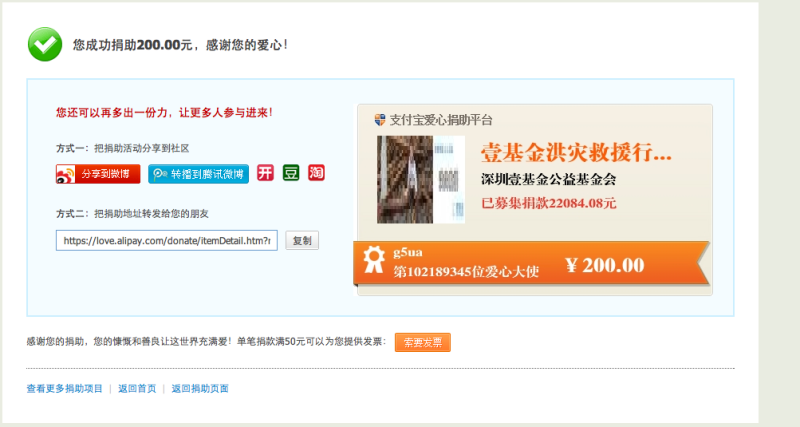 您成功捐助200.00元，感谢您的爱心！
您还可以再多出一份力，让更多人参与进来！
方式一：把捐助活动分享到社区
分享到微博 转播到腾讯微博 开 豆 淘
方式二：把捐助地址转发给您的朋友
https://love.alipay.com/donate/itemDetail.htm?r 复制
支付宝爱心捐助平台
壹基金洪灾救援行...
深圳壹基金公益基金会
已募集捐款22084.08元
g5ua
第102189345位爱心大使 ￥200.00
感谢您的捐助，您的慷慨和善良让这世界充满爱！单笔捐款满50元可以为您提供发票： 索要发票
查看更多捐助项目 | 返回首页 | 返回捐助页面